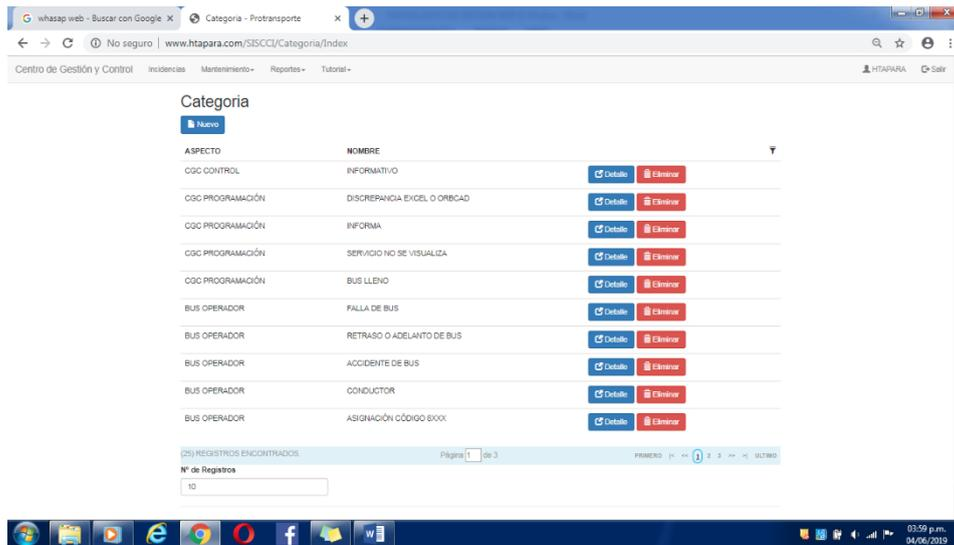 whasap web - Buscar con Google
Categoria - Protransporte
No seguro | www.htapara.com/SISCCI/Categoria/Index
Centro de Gestión y Control Incidencias Mantenimiento Reportes Tutorial HTAPARA Salir
Categoria
Nuevo
ASPECTO NOMBRE
CGC CONTROL INFORMATIVO Detalle Eliminar
CGC PROGRAMACIÓN DISCREPANCIA EXCEL O ORBCAD Detalle Eliminar
CGC PROGRAMACIÓN INFORMA Detalle Eliminar
CGC PROGRAMACIÓN SERVICIO NO SE VISUALIZA Detalle Eliminar
CGC PROGRAMACIÓN BUS LLENO Detalle Eliminar
BUS OPERADOR FALLA DE BUS Detalle Eliminar
BUS OPERADOR RETRASO O ADELANTO DE BUS Detalle Eliminar
BUS OPERADOR ACCIDENTE DE BUS Detalle Eliminar
BUS OPERADOR CONDUCTOR Detalle Eliminar
BUS OPERADOR ASIGNACIÓN CÓDIGO 8XXX Detalle Eliminar
(25) REGISTROS ENCONTRADOS. Página 1 de 3 PRIMERO |< << 1 2 3 >> >| ULTIMO
Nº de Registros
10
03:59 p.m.
04/06/2019